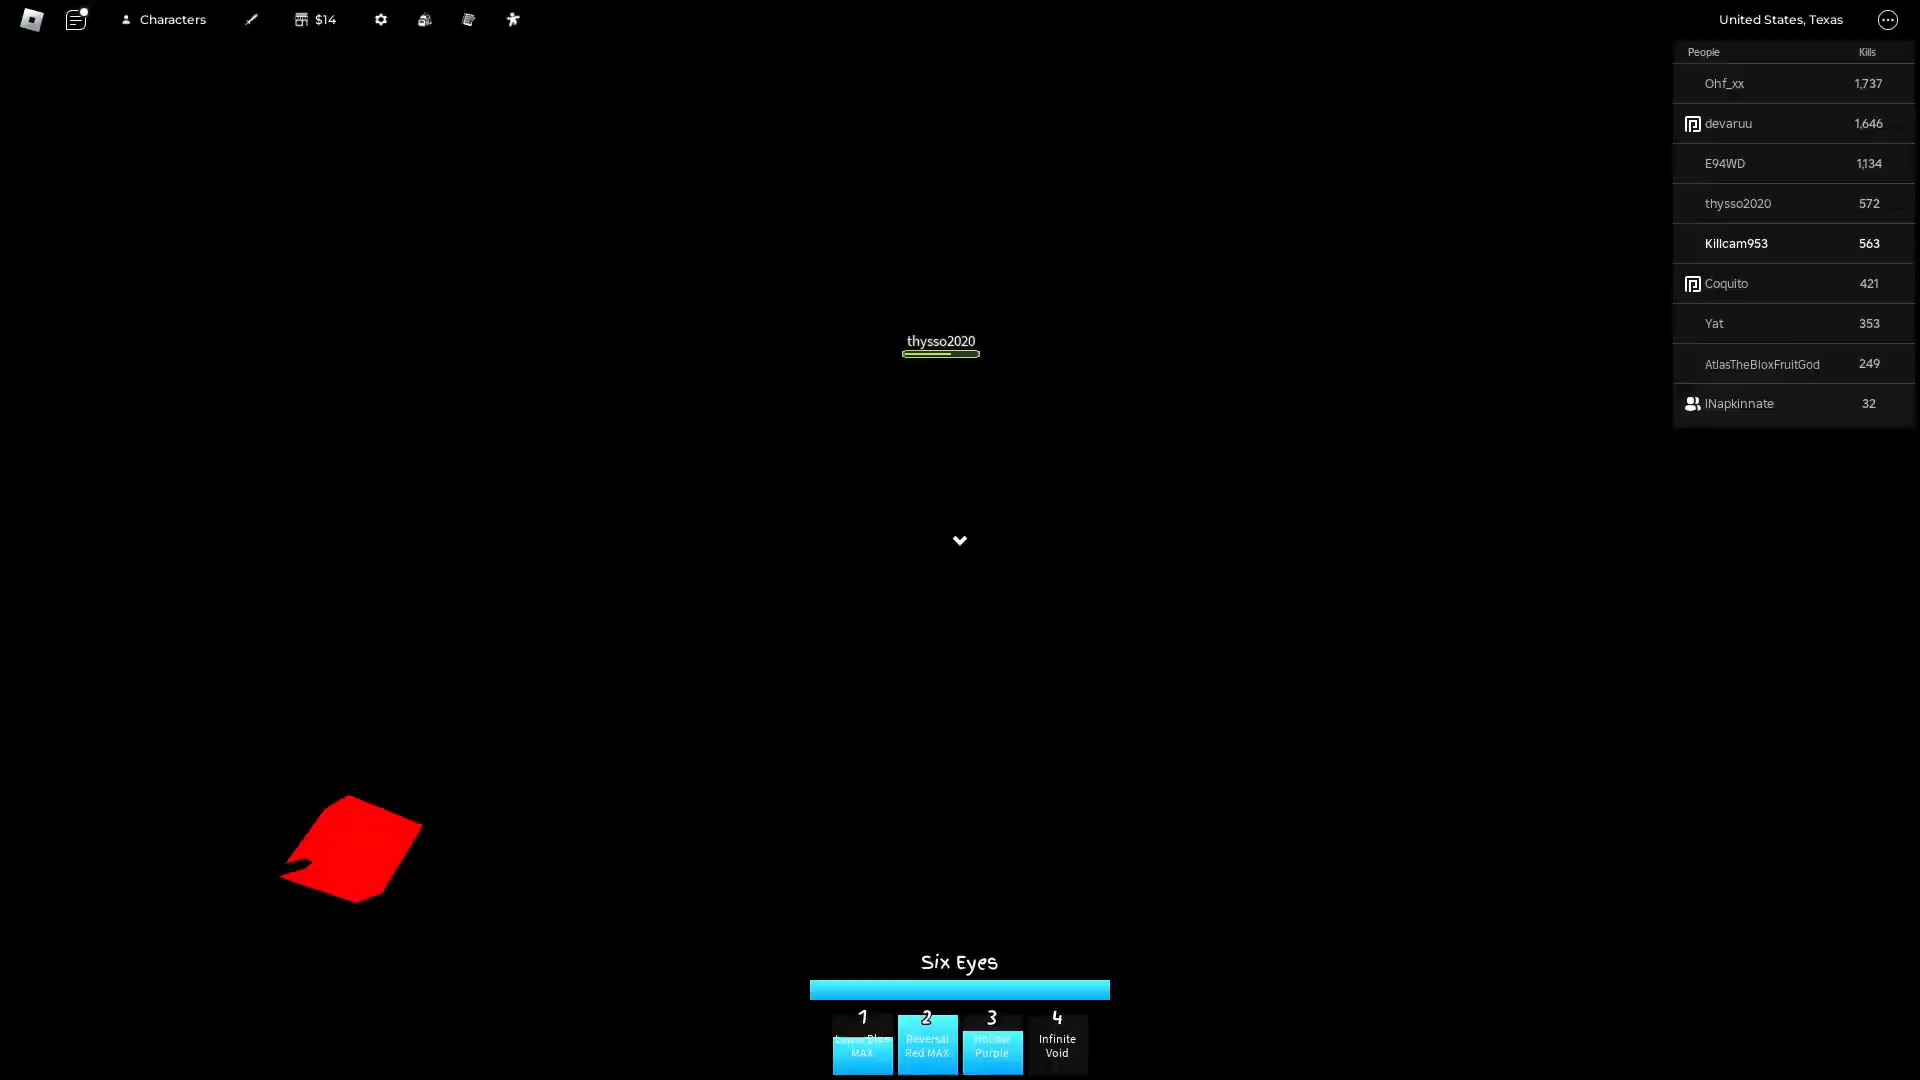 Characters
$14
United States, Texas
People Kills
Ohf_xx 1,737
devaruu 1,646
E94WD 1,134
thysso2020 572
Killcam953 563
Coquito 421
Yat 353
AtlasTheBloxFruitGod 249
lNapkinnate 32
thysso2020
Six Eyes
1 2 3 4
MAX
Reversal
Red MAX
Hollow
Purple
Infinite
Void